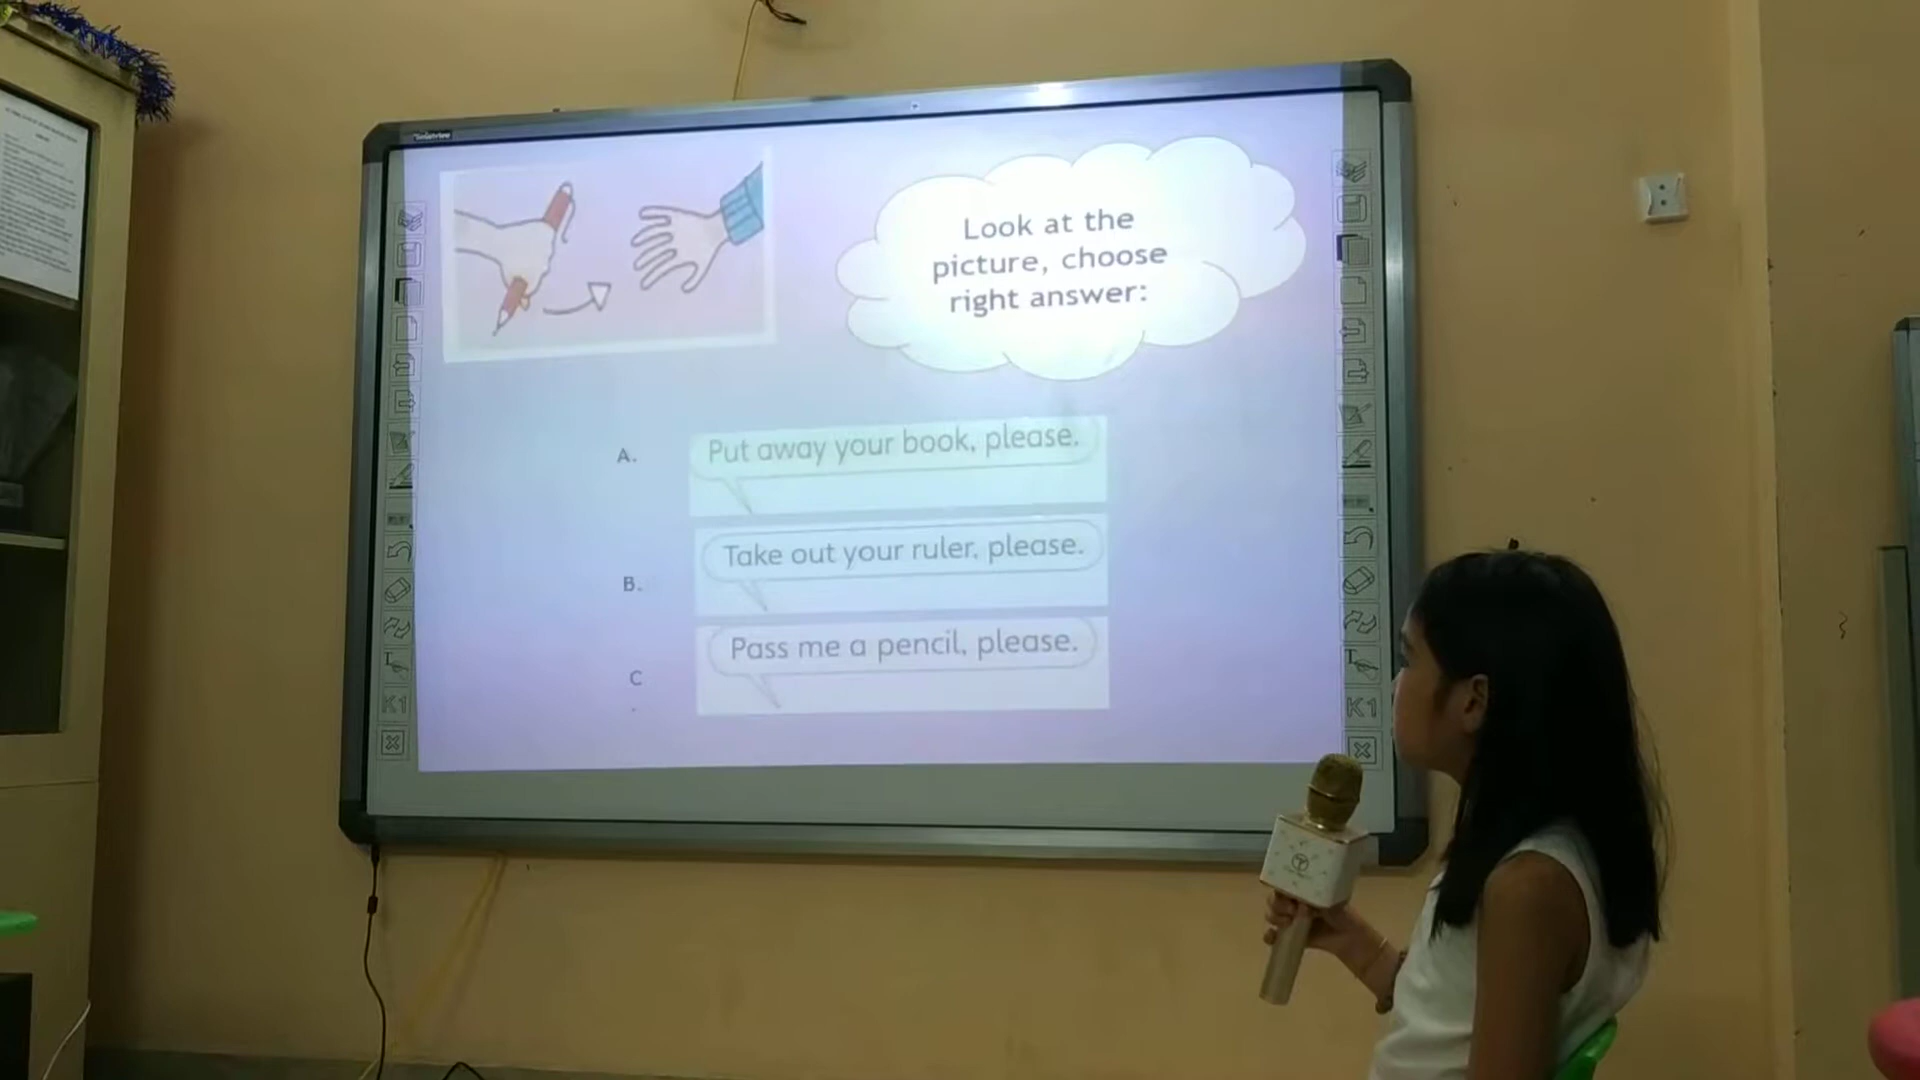 Look at the
picture, choose
right answer:
A.
Put away your book, please.
B.
Take out your ruler, please.
C
.
Pass me a pencil, please.
K1
K1